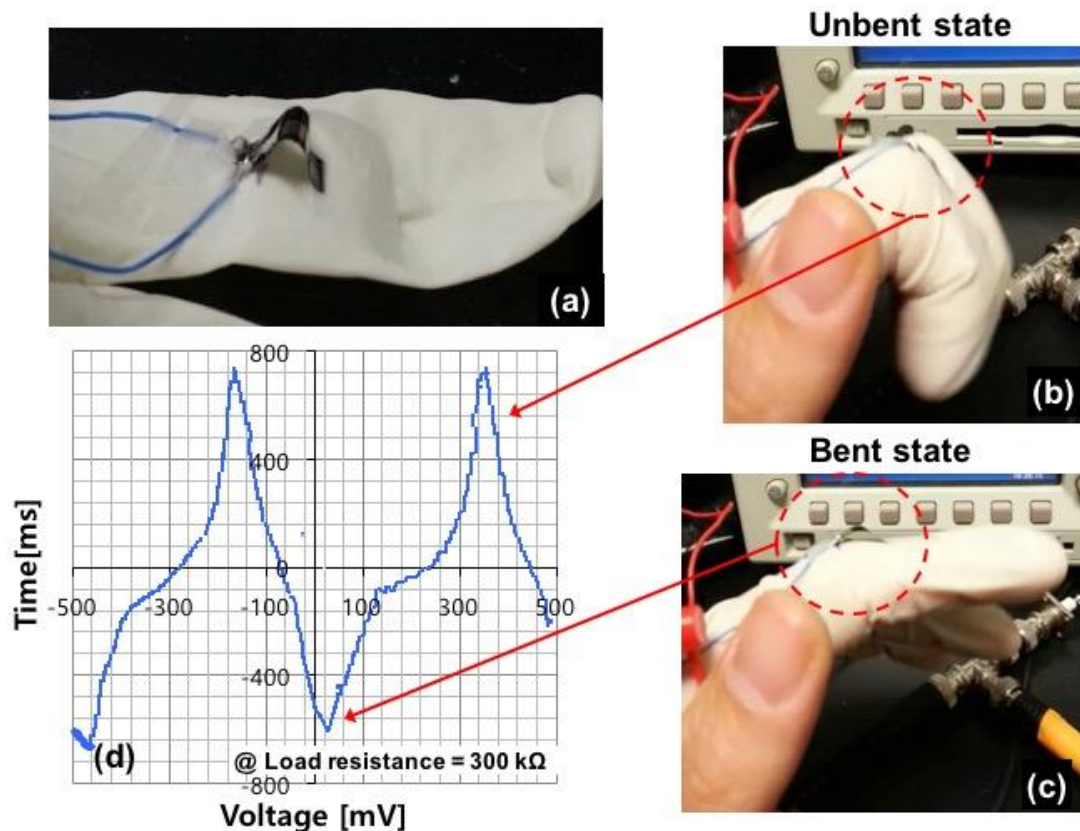 Unbent state
(a)
(b)
800
400
0
-500
-300
-100
100
300
500
-400
-800
Time[ms]
(d)
@ Load resistance = 300 kΩ
Voltage [mV]
Bent state
(c)